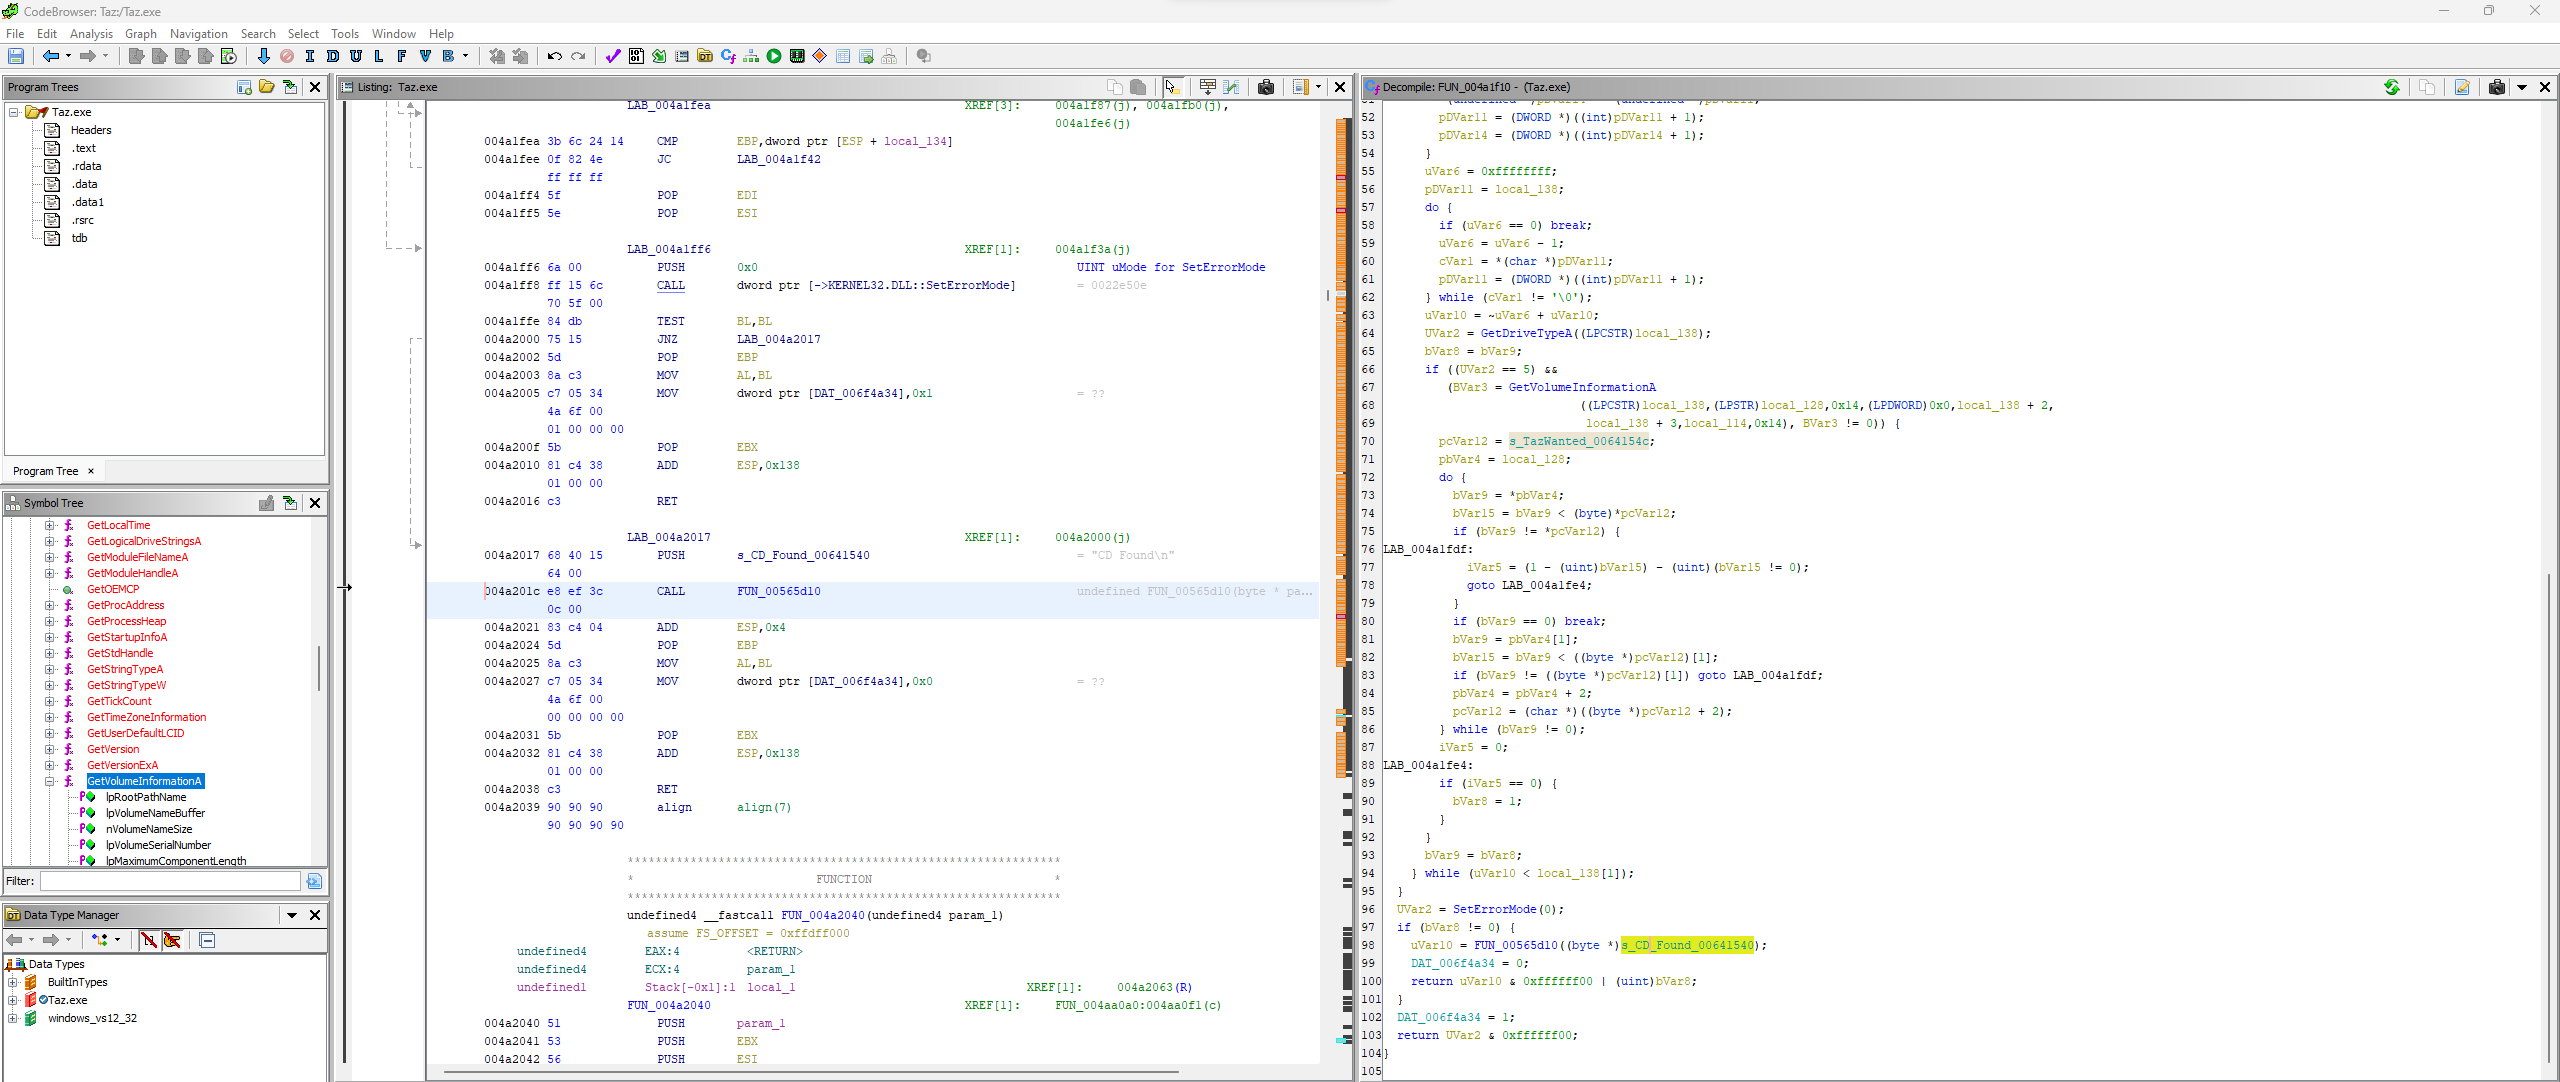 CodeBrowser: Taz:/Taz.exe
File Edit Analysis Graph Navigation Search Select Tools Window Help
Program Trees
Taz.exe
Headers
.text
.rdata
.data
.data1
.rsrc
tdb
Program Tree ×
Symbol Tree
GetLocalTime
GetLogicalDriveStringsA
GetModuleFileNameA
GetModuleHandleA
GetOEMCP
GetProcAddress
GetProcessHeap
GetStartupInfoA
GetStdHandle
GetStringTypeA
GetStringTypeW
GetTickCount
GetTimeZoneInformation
GetUserDefaultLCID
GetVersion
GetVersionExA
GetVolumeInformationA
lpRootPathName
lpVolumeNameBuffer
nVolumeNameSize
lpVolumeSerialNumber
lpMaximumComponentLength
Filter:
Data Type Manager
Data Types
BuiltInTypes
Taz.exe
windows_vs12_32
Listing: Taz.exe
LAB_004a1fea XREF[3]: 004a1f87(j), 004a1fb0(j),
004a1fe6(j)
004a1fea 3b 6c 24 14 CMP EBP,dword ptr [ESP + local_134]
004a1fee 0f 82 4e JC LAB_004a1f42
ff ff ff
004a1ff4 5f POP EDI
004a1ff5 5e POP ESI
LAB_004a1ff6 XREF[1]: 004a1f3a(j)
004a1ff6 6a 00 PUSH 0x0 UINT uMode for SetErrorMode
004a1ff8 ff 15 6c CALL dword ptr [->KERNEL32.DLL::SetErrorMode] = 0022e50e
70 5f 00
004a1ffe 84 db TEST BL,BL
004a2000 75 15 JNZ LAB_004a2017
004a2002 5d POP EBP
004a2003 8a c3 MOV AL,BL
004a2005 c7 05 34 MOV dword ptr [DAT_006f4a34],0x1 = ??
4a 6f 00
01 00 00 00
004a200f 5b POP EBX
004a2010 81 c4 38 ADD ESP,0x138
01 00 00
004a2016 c3 RET
LAB_004a2017 XREF[1]: 004a2000(j)
004a2017 68 40 15 PUSH s_CD_Found_00641540 = "CD Found\n"
64 00
004a201c e8 ef 3c CALL FUN_00565d10 undefined FUN_00565d10(byte * pa...
0c 00
004a2021 83 c4 04 ADD ESP,0x4
004a2024 5d POP EBP
004a2025 8a c3 MOV AL,BL
004a2027 c7 05 34 MOV dword ptr [DAT_006f4a34],0x0 = ??
4a 6f 00
00 00 00 00
004a2031 5b POP EBX
004a2032 81 c4 38 ADD ESP,0x138
01 00 00
004a2038 c3 RET
004a2039 90 90 90 align align(7)
90 90 90 90
**************************************************************
* FUNCTION *
**************************************************************
undefined4 __fastcall FUN_004a2040(undefined4 param_1)
assume FS_OFFSET = 0xffdff000
undefined4 EAX:4 <RETURN>
undefined4 ECX:4 param_1
undefined1 Stack[-0x1]:1 local_1 XREF[1]: 004a2063(R)
FUN_004a2040 XREF[1]: FUN_004aa0a0:004aa0f1(c)
004a2040 51 PUSH param_1
004a2041 53 PUSH EBX
004a2042 56 PUSH ESI
Decompile: FUN_004a1f10 - (Taz.exe)
52 pDVar11 = (DWORD *)((int)pDVar11 + 1);
53 pDVar14 = (DWORD *)((int)pDVar14 + 1);
54 }
55 uVar6 = 0xffffffff;
56 pDVar11 = local_138;
57 do {
58 if (uVar6 == 0) break;
59 uVar6 = uVar6 - 1;
60 cVar1 = *(char *)pDVar11;
61 pDVar11 = (DWORD *)((int)pDVar11 + 1);
62 } while (cVar1 != '\0');
63 uVar10 = ~uVar6 + uVar10;
64 UVar2 = GetDriveTypeA((LPCSTR)local_138);
65 bVar8 = bVar9;
66 if ((UVar2 == 5) &&
67 (BVar3 = GetVolumeInformationA
68 ((LPCSTR)local_138,(LPSTR)local_128,0x14,(LPDWORD)0x0,local_138 + 2,
69 local_138 + 3,local_114,0x14), BVar3 != 0)) {
70 pcVar12 = s_TazWanted_0064154c;
71 pbVar4 = local_128;
72 do {
73 bVar9 = *pbVar4;
74 bVar15 = bVar9 < (byte)*pcVar12;
75 if (bVar9 != *pcVar12) {
76 LAB_004a1fdf:
77 iVar5 = (1 - (uint)bVar15) - (uint)(bVar15 != 0);
78 goto LAB_004a1fe4;
79 }
80 if (bVar9 == 0) break;
81 bVar9 = pbVar4[1];
82 bVar15 = bVar9 < ((byte *)pcVar12)[1];
83 if (bVar9 != ((byte *)pcVar12)[1]) goto LAB_004a1fdf;
84 pbVar4 = pbVar4 + 2;
85 pcVar12 = (char *)((byte *)pcVar12 + 2);
86 } while (bVar9 != 0);
87 iVar5 = 0;
88 LAB_004a1fe4:
89 if (iVar5 == 0) {
90 bVar8 = 1;
91 }
92 }
93 bVar9 = bVar8;
94 } while (uVar10 < local_138[1]);
95 }
96 UVar2 = SetErrorMode(0);
97 if (bVar8 != 0) {
98 uVar10 = FUN_00565d10((byte *)s_CD_Found_00641540);
99 DAT_006f4a34 = 0;
100 return uVar10 & 0xffffff00 | (uint)bVar8;
101 }
102 DAT_006f4a34 = 1;
103 return UVar2 & 0xffffff00;
104 }
105